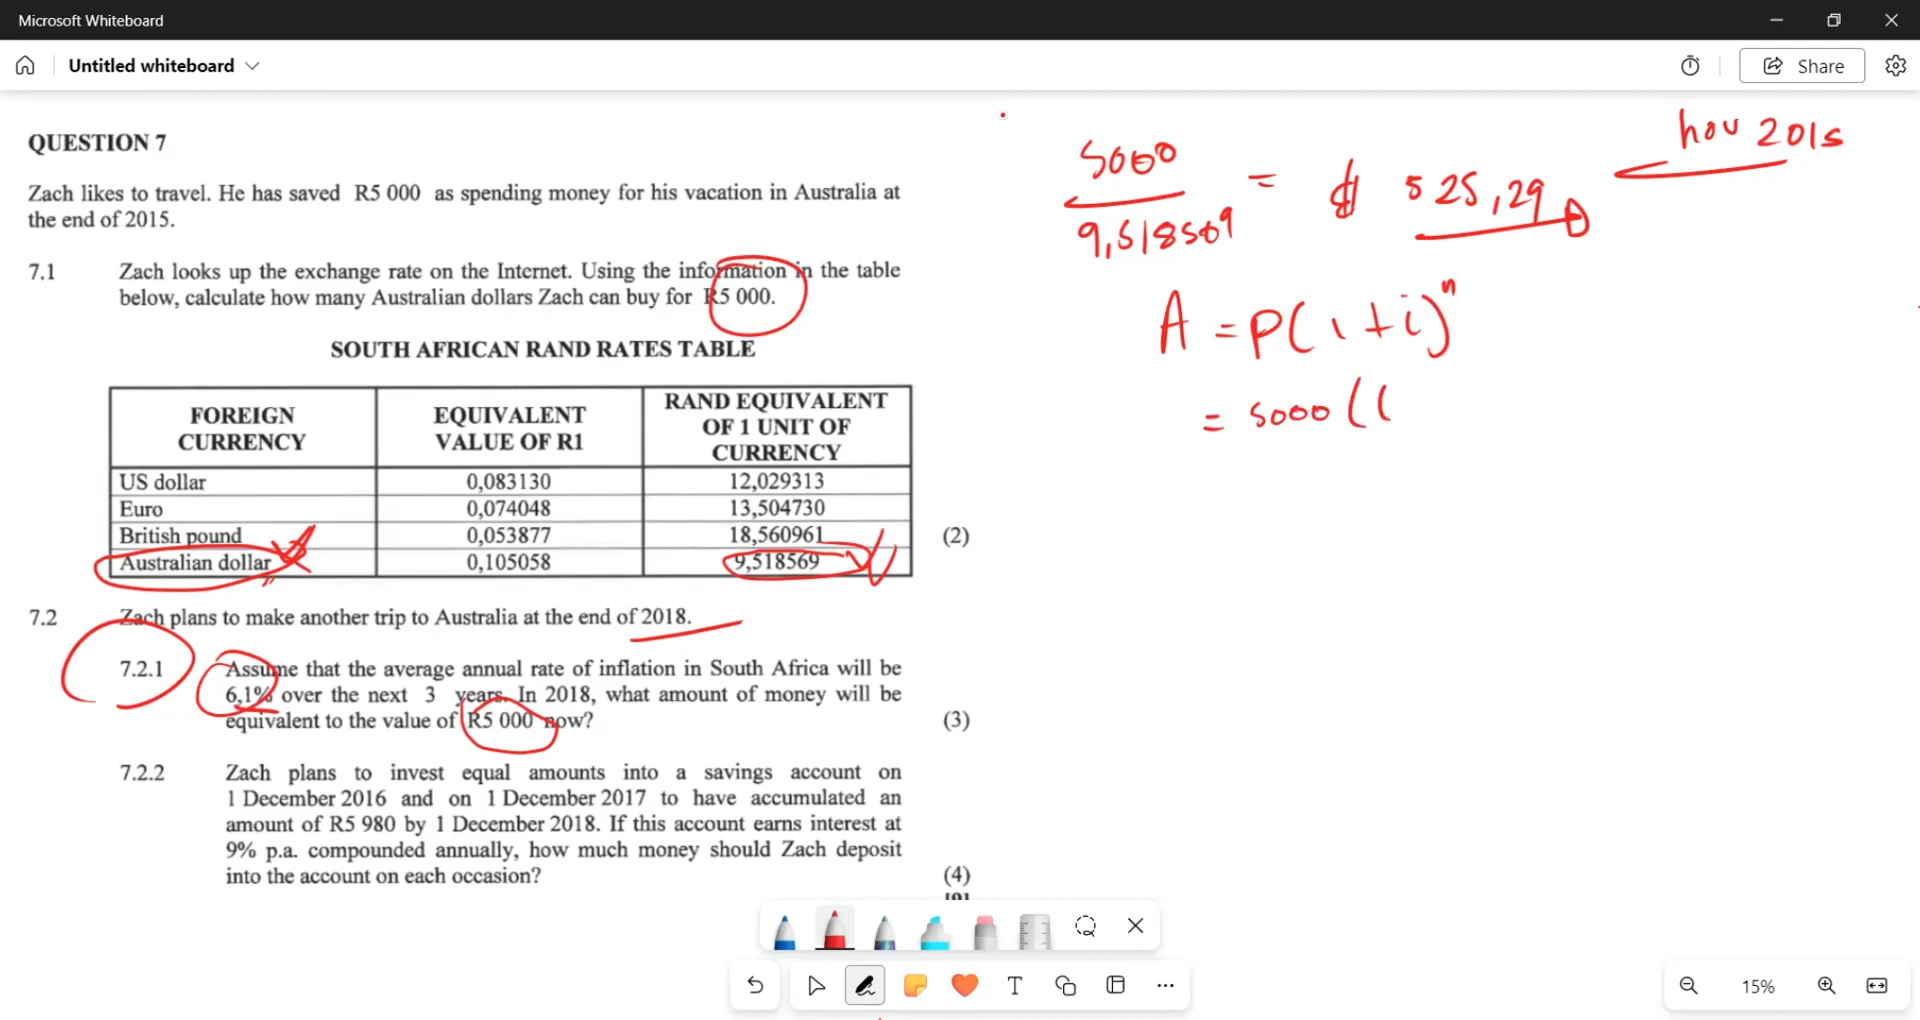 Microsoft Whiteboard
Untitled whiteboard
Share
QUESTION 7
Zach likes to travel. He has saved R5 000 as spending money for his vacation in Australia at
the end of 2015.
7.1 Zach looks up the exchange rate on the Internet. Using the information in the table
below, calculate how many Australian dollars Zach can buy for R5 000.
SOUTH AFRICAN RAND RATES TABLE
FOREIGN CURRENCY EQUIVALENT VALUE OF R1 RAND EQUIVALENT OF 1 UNIT OF CURRENCY
US dollar 0,083130 12,029313
Euro 0,074048 13,504730
British pound 0,053877 18,560961 (2)
Australian dollar 0,105058 9,518569
7.2 Zach plans to make another trip to Australia at the end of 2018.
7.2.1 Assume that the average annual rate of inflation in South Africa will be
6,1% over the next 3 years. In 2018, what amount of money will be
equivalent to the value of R5 000 now? (3)
7.2.2 Zach plans to invest equal amounts into a savings account on
1 December 2016 and on 1 December 2017 to have accumulated an
amount of R5 980 by 1 December 2018. If this account earns interest at
9% p.a. compounded annually, how much money should Zach deposit
into the account on each occasion? (4)
nov 2015
5000
= $ 525,29
A = P(1+i)^n
= 5000 (1
15%